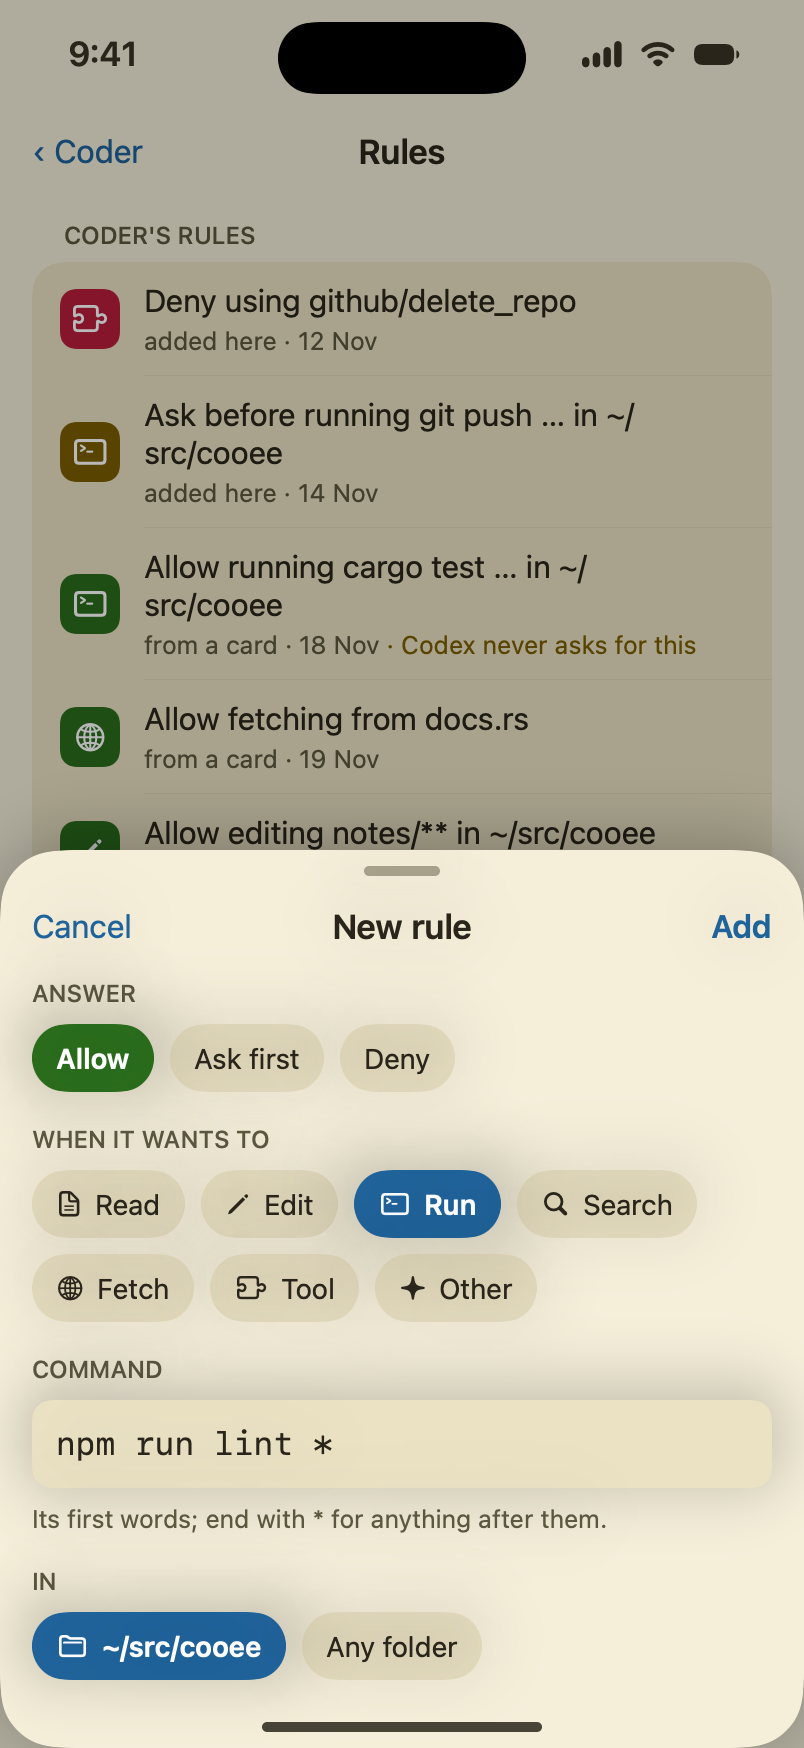 9:41
‹ Coder
Rules
CODER'S RULES
Deny using github/delete_repo
added here · 12 Nov
Ask before running git push ... in ~/
src/cooee
added here · 14 Nov
Allow running cargo test ... in ~/
src/cooee
from a card · 18 Nov · Codex never asks for this
Allow fetching from docs.rs
from a card · 19 Nov
Allow editing notes/** in ~/src/cooee
Cancel
New rule
Add
ANSWER
Allow
Ask first
Deny
WHEN IT WANTS TO
Read
Edit
Run
Search
Fetch
Tool
Other
COMMAND
npm run lint *
Its first words; end with * for anything after them.
IN
~/src/cooee
Any folder